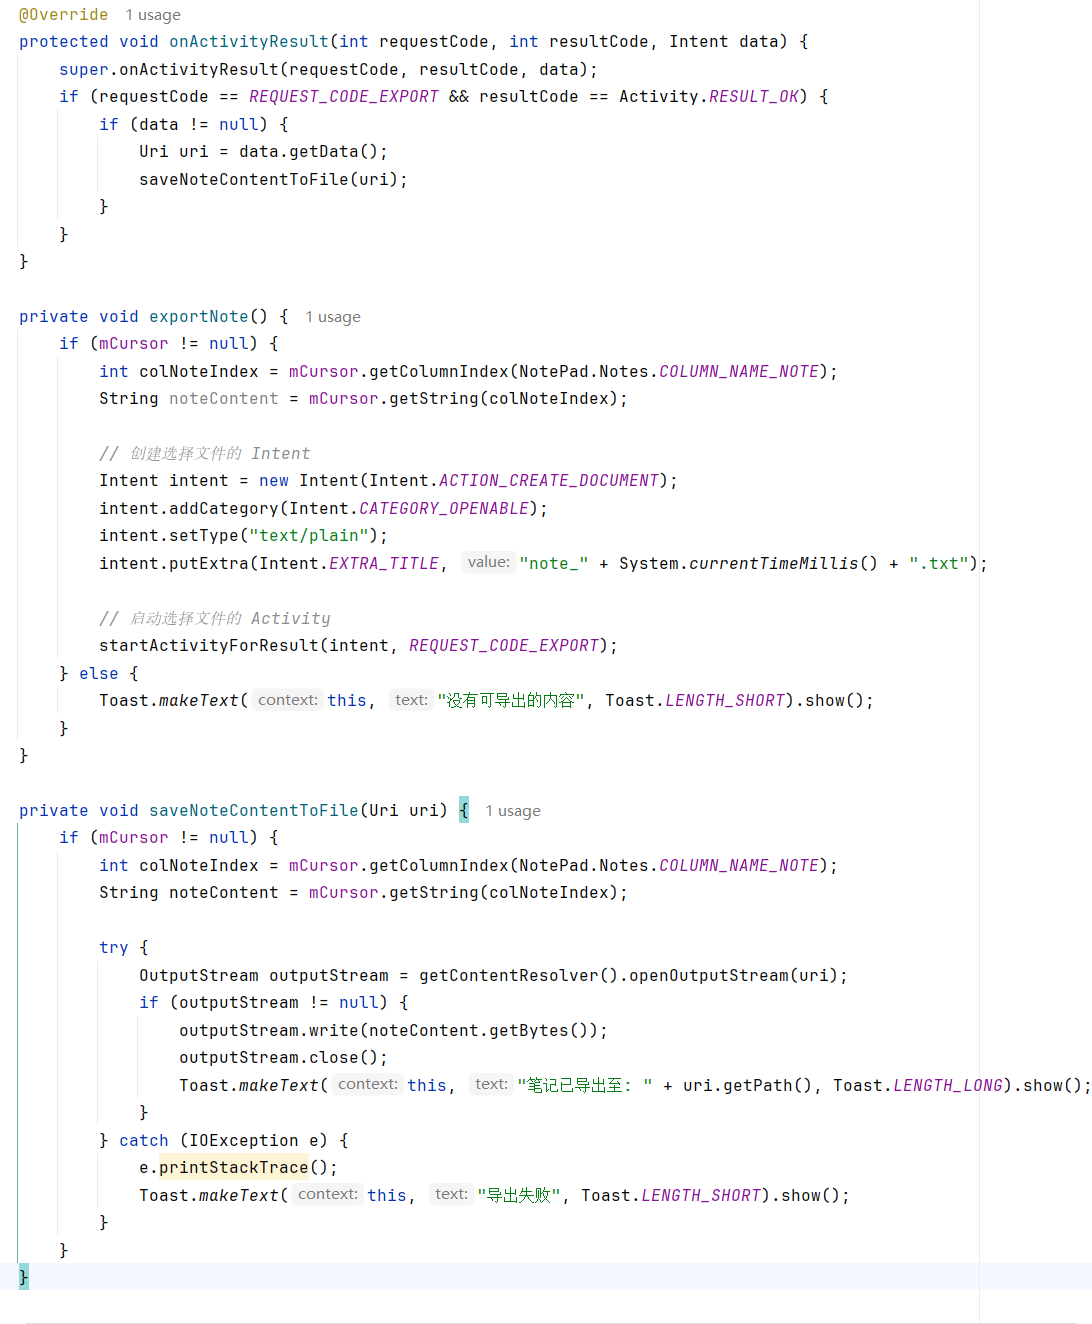 @Override 1 usage
protected void onActivityResult(int requestCode, int resultCode, Intent data) {
    super.onActivityResult(requestCode, resultCode, data);
    if (requestCode == REQUEST_CODE_EXPORT && resultCode == Activity.RESULT_OK) {
        if (data != null) {
            Uri uri = data.getData();
            saveNoteContentToFile(uri);
        }
    }
}
private void exportNote() { 1 usage
    if (mCursor != null) {
        int colNoteIndex = mCursor.getColumnIndex(NotePad.Notes.COLUMN_NAME_NOTE);
        String noteContent = mCursor.getString(colNoteIndex);
        // 创建选择文件的 Intent
        Intent intent = new Intent(Intent.ACTION_CREATE_DOCUMENT);
        intent.addCategory(Intent.CATEGORY_OPENABLE);
        intent.setType("text/plain");
        intent.putExtra(Intent.EXTRA_TITLE, value: "note_" + System.currentTimeMillis() + ".txt");
        // 启动选择文件的 Activity
        startActivityForResult(intent, REQUEST_CODE_EXPORT);
    } else {
        Toast.makeText( context: this, text: "没有可导出的内容", Toast.LENGTH_SHORT).show();
    }
}
private void saveNoteContentToFile(Uri uri) { 1 usage
    if (mCursor != null) {
        int colNoteIndex = mCursor.getColumnIndex(NotePad.Notes.COLUMN_NAME_NOTE);
        String noteContent = mCursor.getString(colNoteIndex);
        try {
            OutputStream outputStream = getContentResolver().openOutputStream(uri);
            if (outputStream != null) {
                outputStream.write(noteContent.getBytes());
                outputStream.close();
                Toast.makeText( context: this, text: "笔记已导出至: " + uri.getPath(), Toast.LENGTH_LONG).show();
            }
        } catch (IOException e) {
            e.printStackTrace();
            Toast.makeText( context: this, text: "导出失败", Toast.LENGTH_SHORT).show();
        }
    }
}